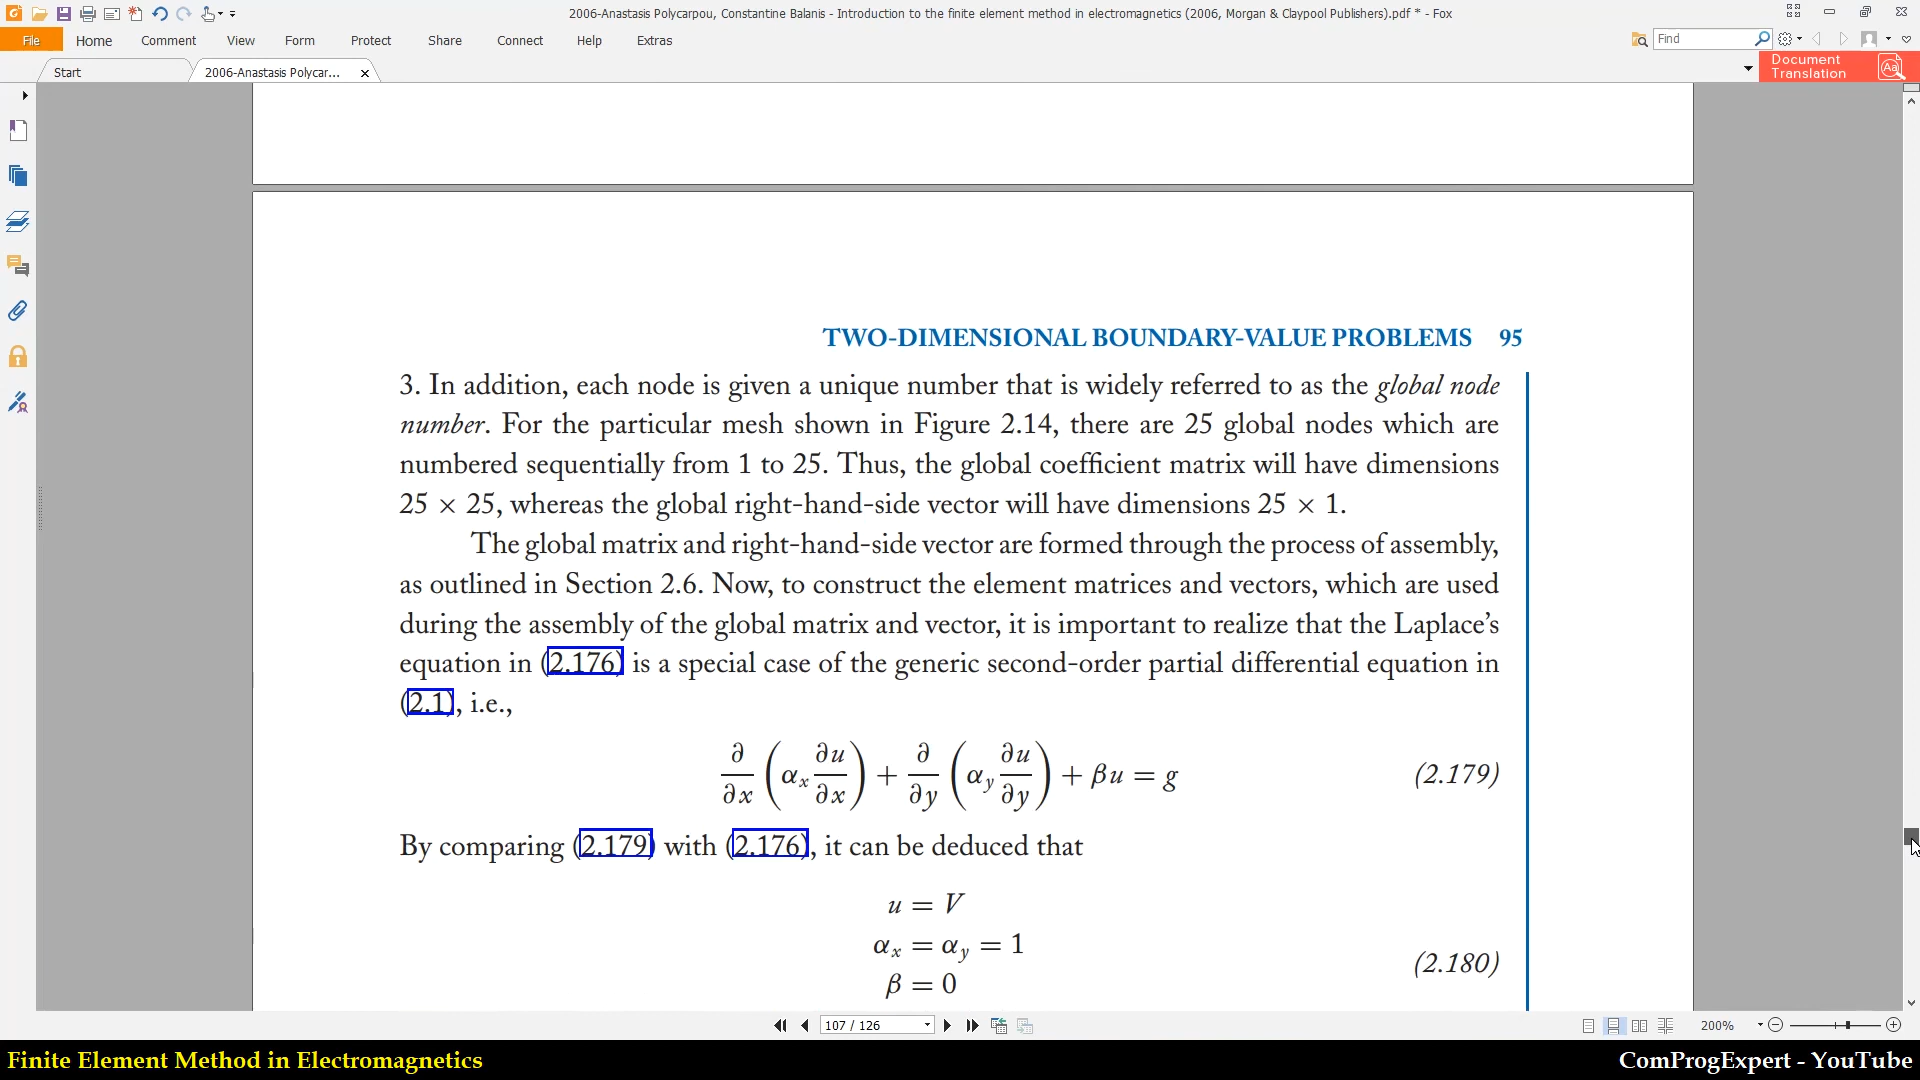 2006-Anastasis Polycarpou, Constantine Balanis - Introduction to the finite element method in electromagnetics (2006, Morgan & Claypool Publishers).pdf * - Fox
File Home Comment View Form Protect Share Connect Help Extras
Find
Start
2006-Anastasis Polycar...
Document
Translation
TWO-DIMENSIONAL BOUNDARY-VALUE PROBLEMS 95
3. In addition, each node is given a unique number that is widely referred to as the global node
number. For the particular mesh shown in Figure 2.14, there are 25 global nodes which are
numbered sequentially from 1 to 25. Thus, the global coefficient matrix will have dimensions
25 × 25, whereas the global right-hand-side vector will have dimensions 25 × 1.
The global matrix and right-hand-side vector are formed through the process of assembly,
as outlined in Section 2.6. Now, to construct the element matrices and vectors, which are used
during the assembly of the global matrix and vector, it is important to realize that the Laplace's
equation in (2.176) is a special case of the generic second-order partial differential equation in
(2.1), i.e.,
∂/∂x (αx ∂u/∂x) + ∂/∂y (αy ∂u/∂y) + βu = g (2.179)
By comparing (2.179) with (2.176), it can be deduced that
u = V
αx = αy = 1
(2.180)
β = 0
107 / 126
200%
Finite Element Method in Electromagnetics
ComProgExpert - YouTube